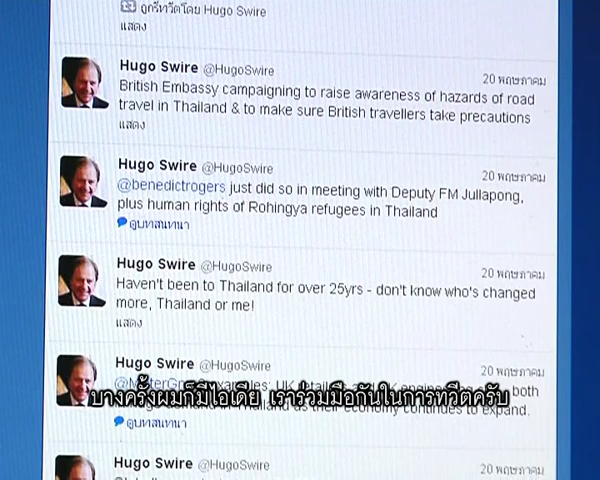 ถูกรีทวีตโดย Hugo Swire
แสดง
Hugo Swire @HugoSwire 20 พฤษภาคม
British Embassy campaigning to raise awareness of hazards of road
travel in Thailand & to make sure British travellers take precautions
แสดง
Hugo Swire @HugoSwire 20 พฤษภาคม
@benedictrogers just did so in meeting with Deputy FM Jullapong,
plus human rights of Rohingya refugees in Thailand
ดูบทสนทนา
Hugo Swire @HugoSwire 20 พฤษภาคม
Haven't been to Thailand for over 25yrs - don't know who's changed
more, Thailand or me!
แสดง
Hugo Swire @HugoSwire 20 พฤษภาคม
both
บางครั้งผมก็มีไอเดีย เราร่วมมือกันในการทวีตครับ
in Thailand as their economy continues to expand.
ดูบทสนทนา
Hugo Swire @HugoSwire 20 พฤษภาคม